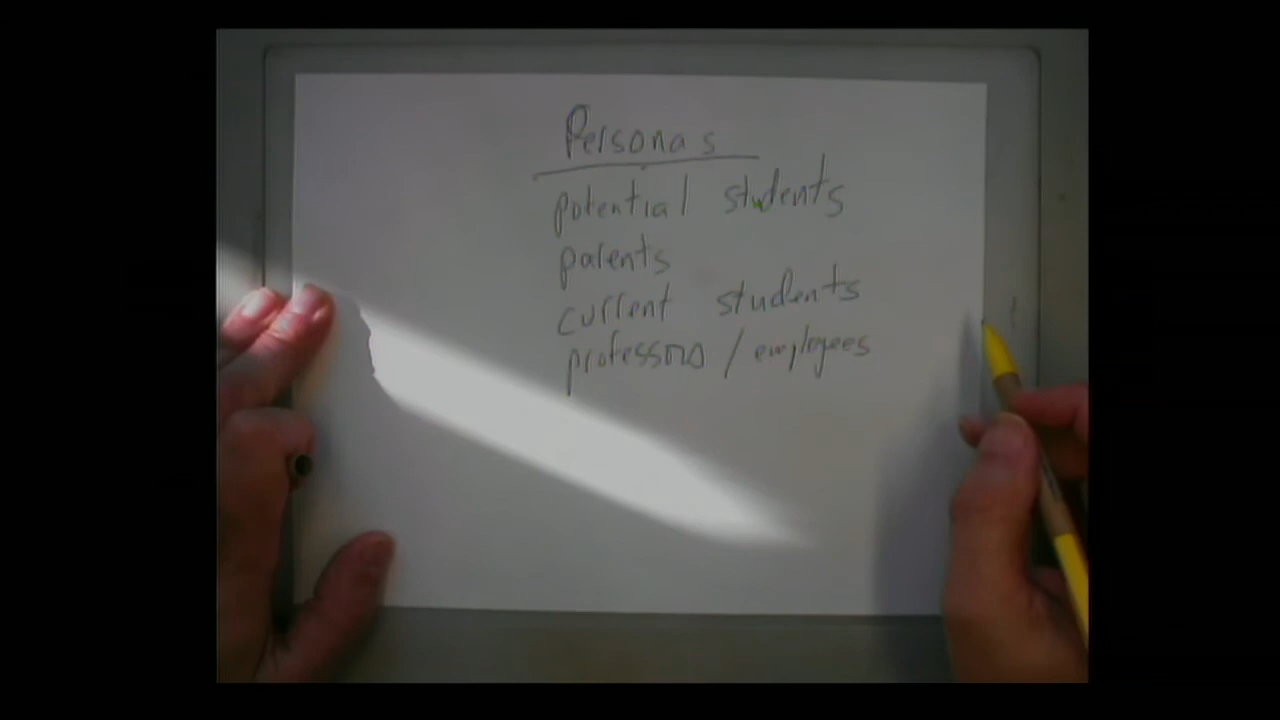 Personas
potential students
parents
current students
professors / employees